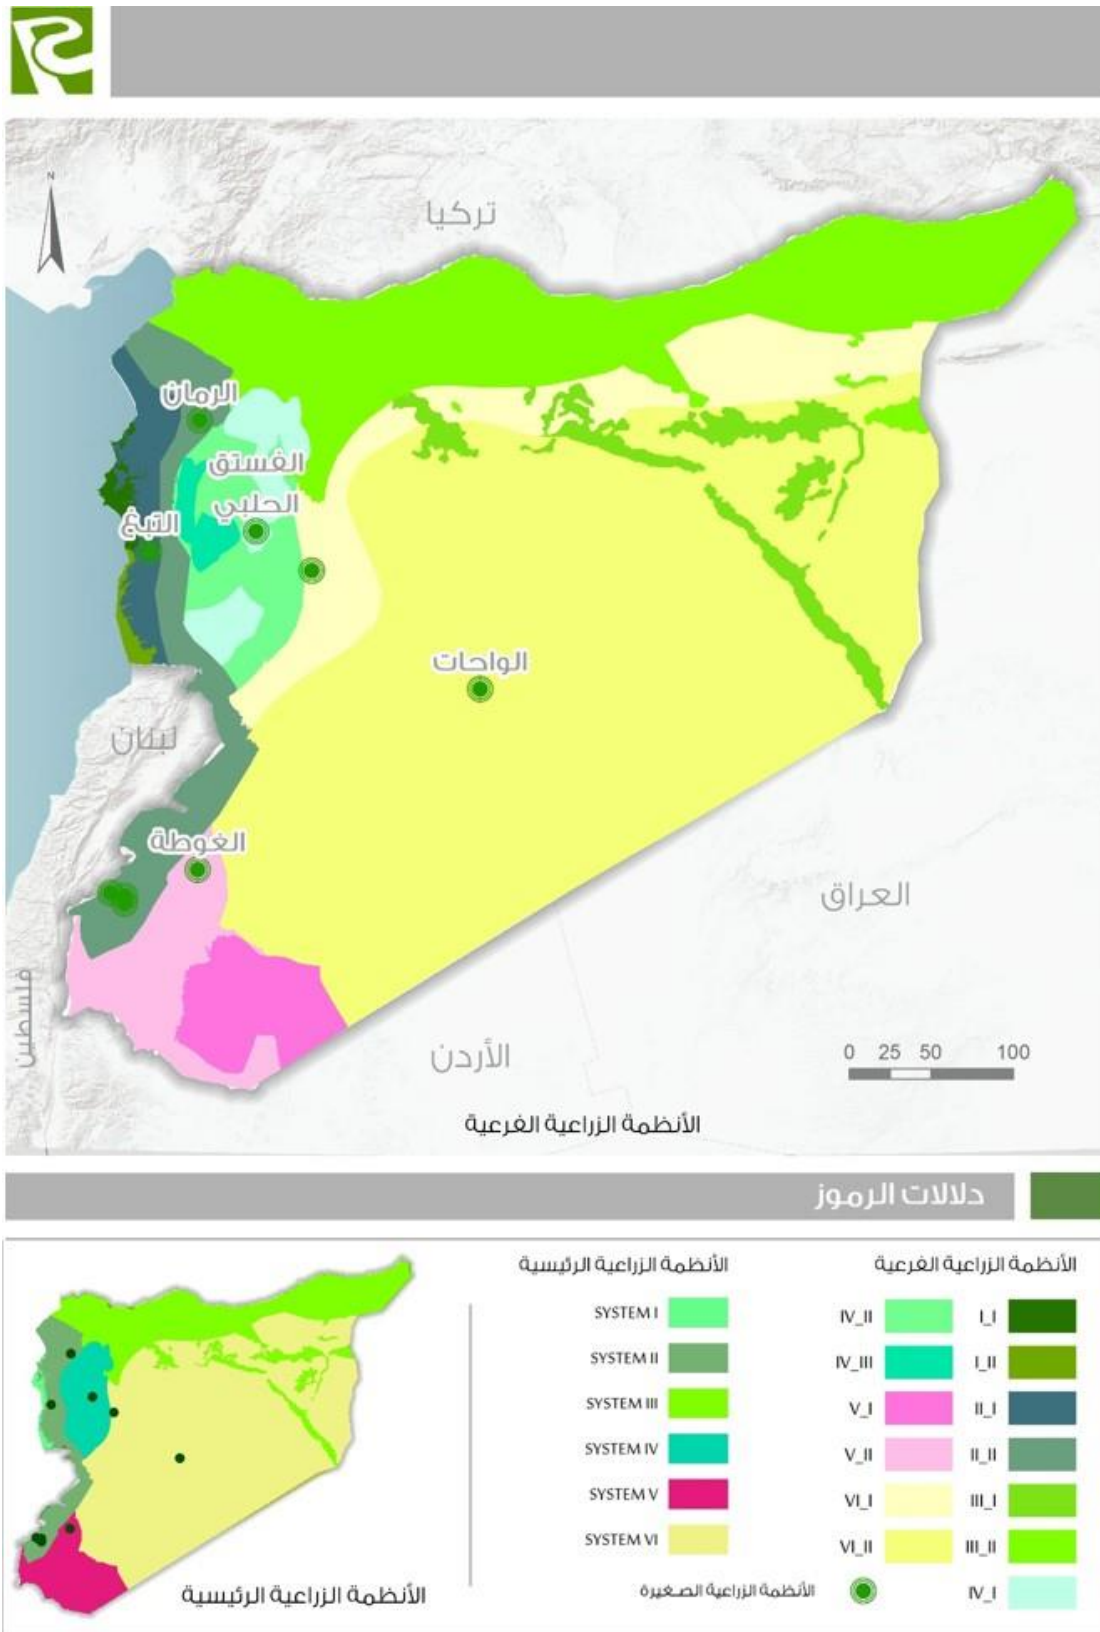 N
تركيا
الرمان
الفستق
الحلبي
التبغ
الواحات
لبنان
الغوطة
العراق
فلسطين
الأردن
0 25 50 100
الأنظمة الزراعية الفرعية
دلالات الرموز
الأنظمة الزراعية الفرعية
I_I
I_II
II_I
II_II
III_I
III_II
IV_I
IV_II
IV_III
V_I
V_II
VI_I
VI_II
الأنظمة الزراعية الصغيرة
الأنظمة الزراعية الرئيسية
SYSTEM I
SYSTEM II
SYSTEM III
SYSTEM IV
SYSTEM V
SYSTEM VI
الأنظمة الزراعية الرئيسية